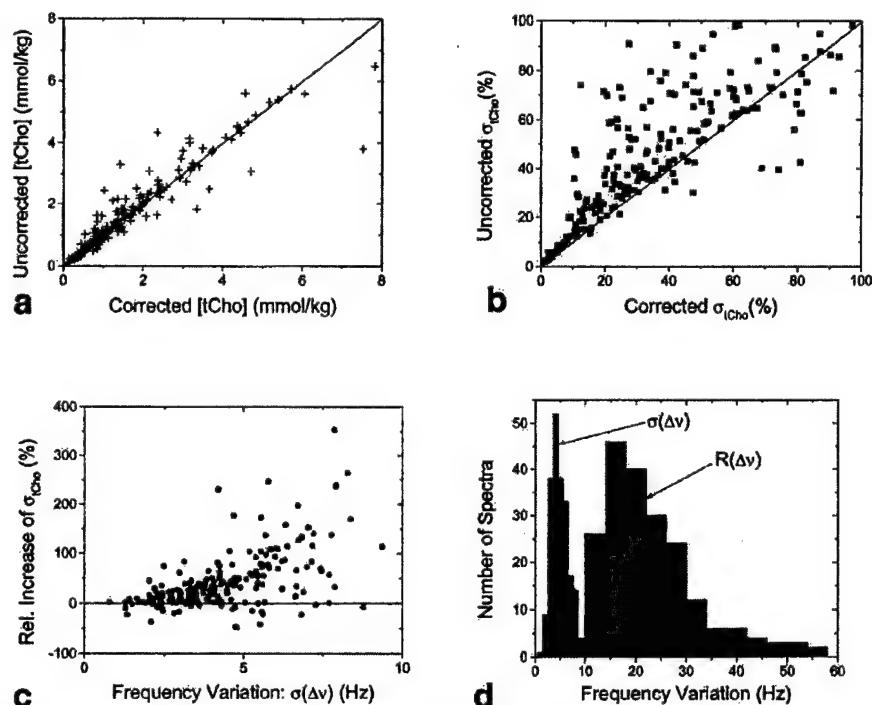 8
6
4
2
0
Uncorrected [tCho] (mmol/kg)
0 2 4 6 8
Corrected [tCho] (mmol/kg)
a
100
80
60
40
20
0
Uncorrected σtCho(%)
0 20 40 60 80 100
Corrected σtCho(%)
b
400
300
200
100
0
-100
Rel. Increase of σtCho (%)
0 5 10
Frequency Variation: σ(Δν) (Hz)
c
50
40
30
20
10
0
Number of Spectra
σ(Δν)
R(Δν)
0 10 20 30 40 50 60
Frequency Variation (Hz)
d